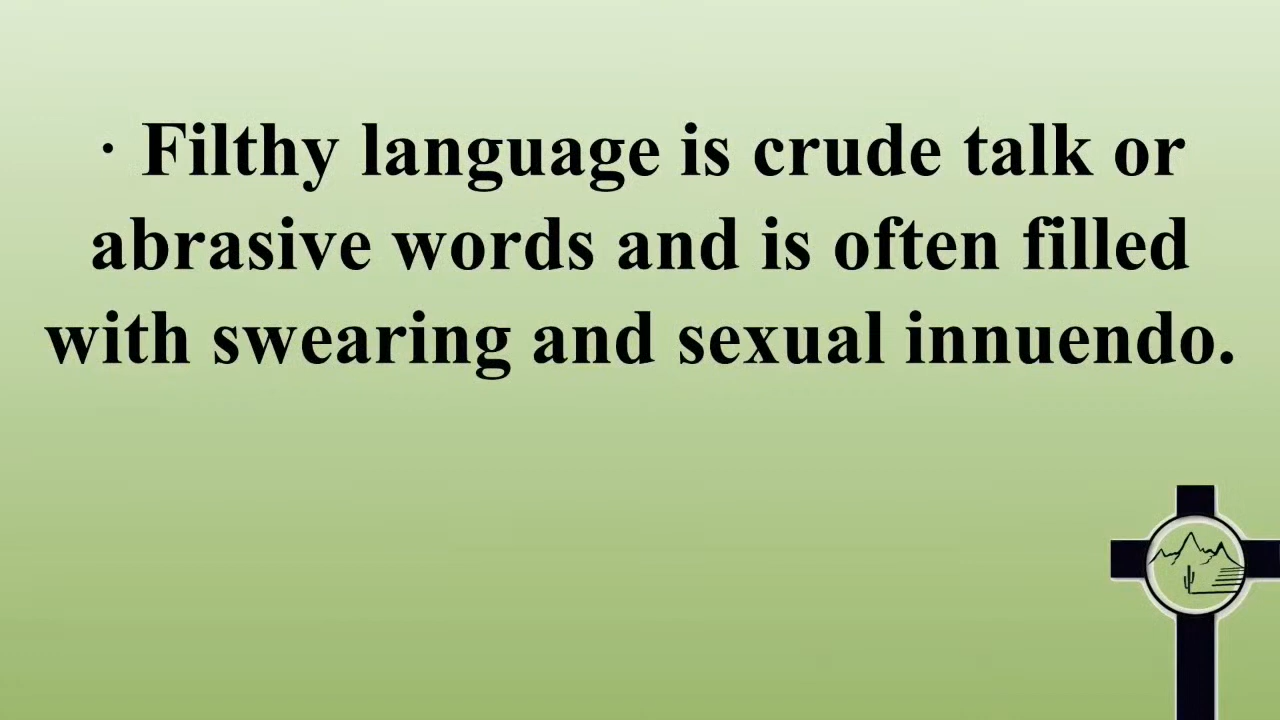 · Filthy language is crude talk or
abrasive words and is often filled
with swearing and sexual innuendo.